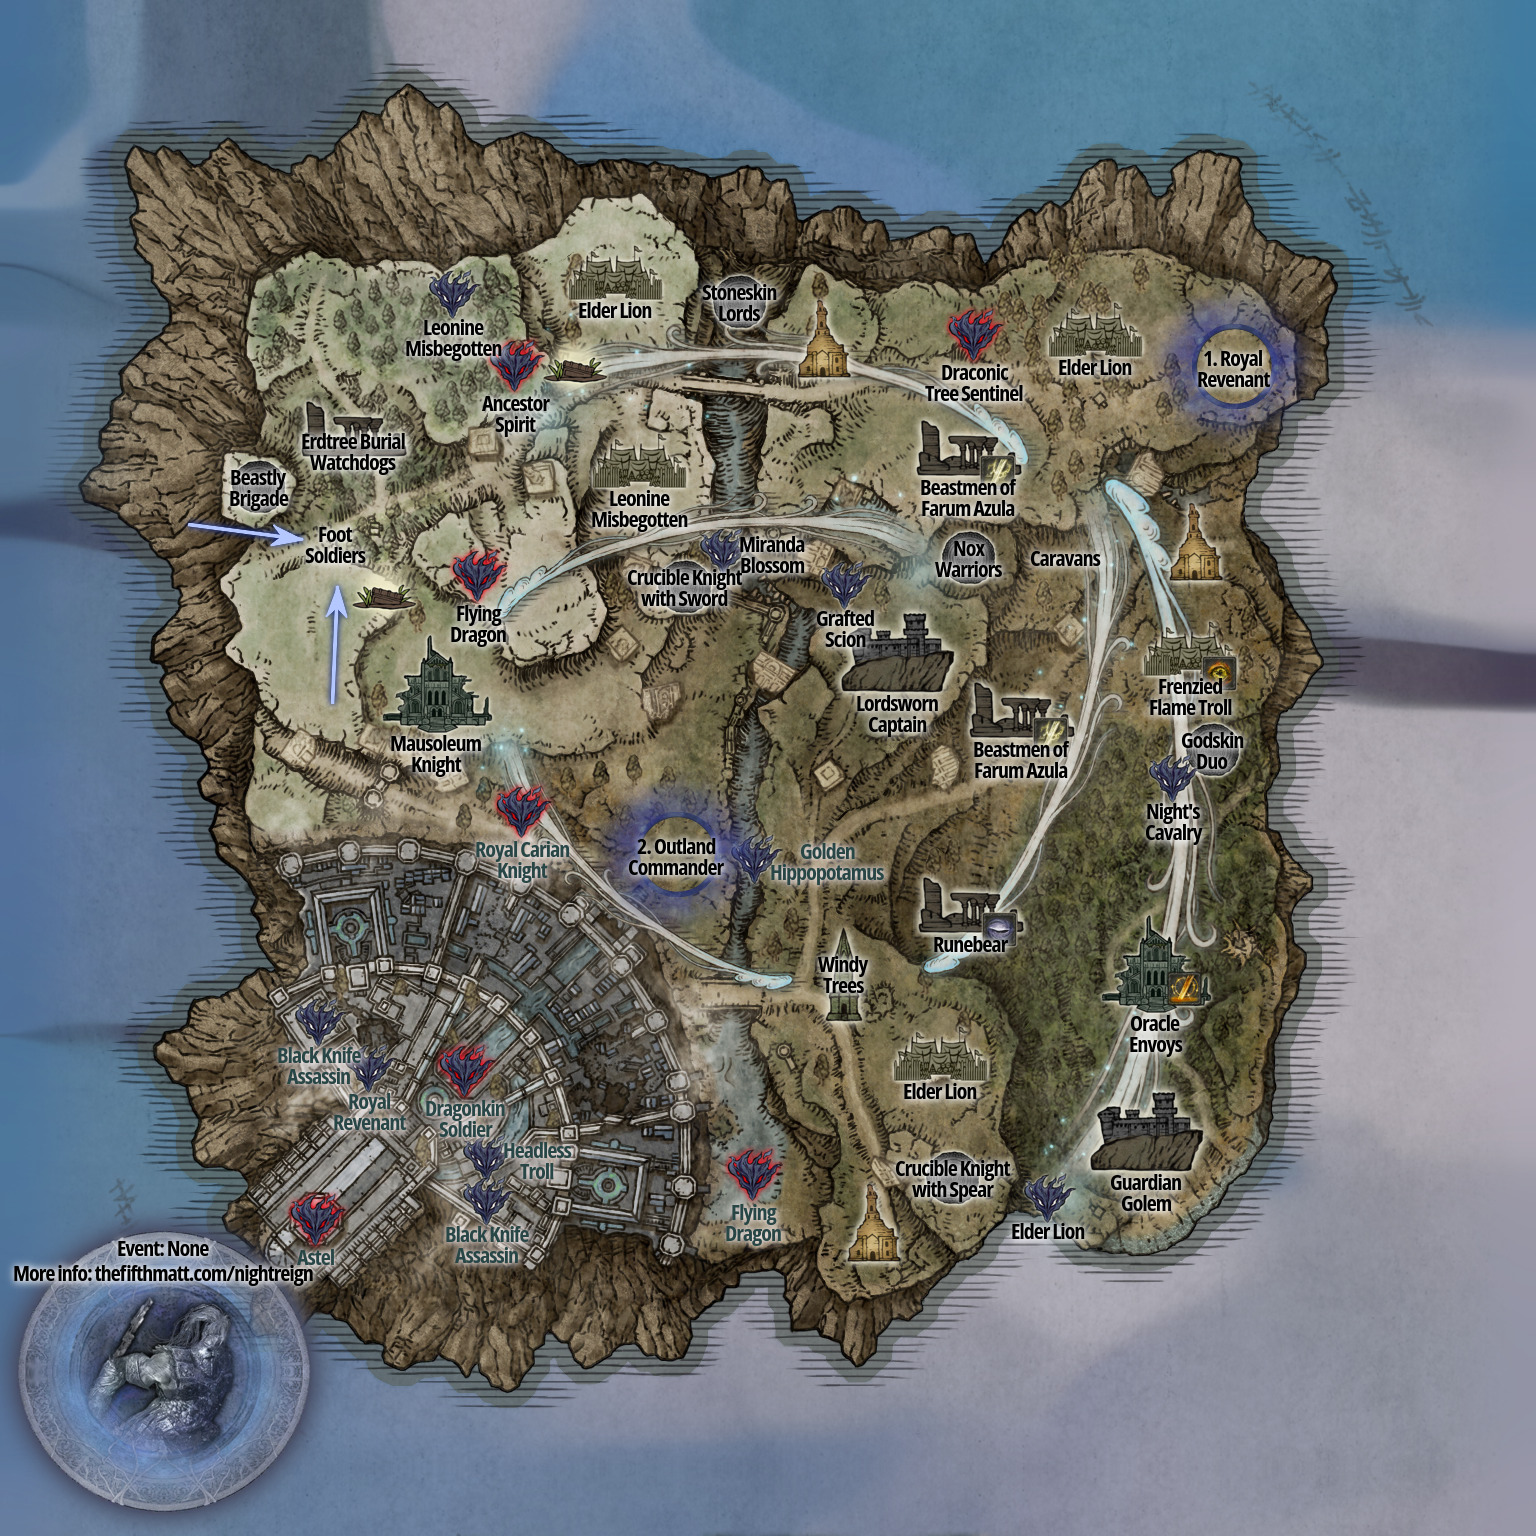 Elder Lion
Stoneskin
Lords
Leonine
Misbegotten
Draconic
Tree Sentinel
Elder Lion
1. Royal
Revenant
Ancestor
Spirit
Erdtree Burial
Watchdogs
Beastly
Brigade
Leonine
Misbegotten
Beastmen of
Farum Azula
Foot
Soldiers
Miranda
Blossom
Nox
Warriors
Caravans
Crucible Knight
with Sword
Flying
Dragon
Grafted
Scion
Lordsworn
Captain
Frenzied
Flame Troll
Mausoleum
Knight
Beastmen of
Farum Azula
Godskin
Duo
Night's
Cavalry
Royal Carian
Knight
2. Outland
Commander
Golden
Hippopotamus
Runebear
Windy
Trees
Oracle
Envoys
Black Knife
Assassin
Royal
Revenant
Dragonkin
Soldier
Elder Lion
Headless
Troll
Crucible Knight
with Spear
Guardian
Golem
Flying
Dragon
Elder Lion
Black Knife
Assassin
Astel
Event: None
More info: thefifthmatt.com/nightreign